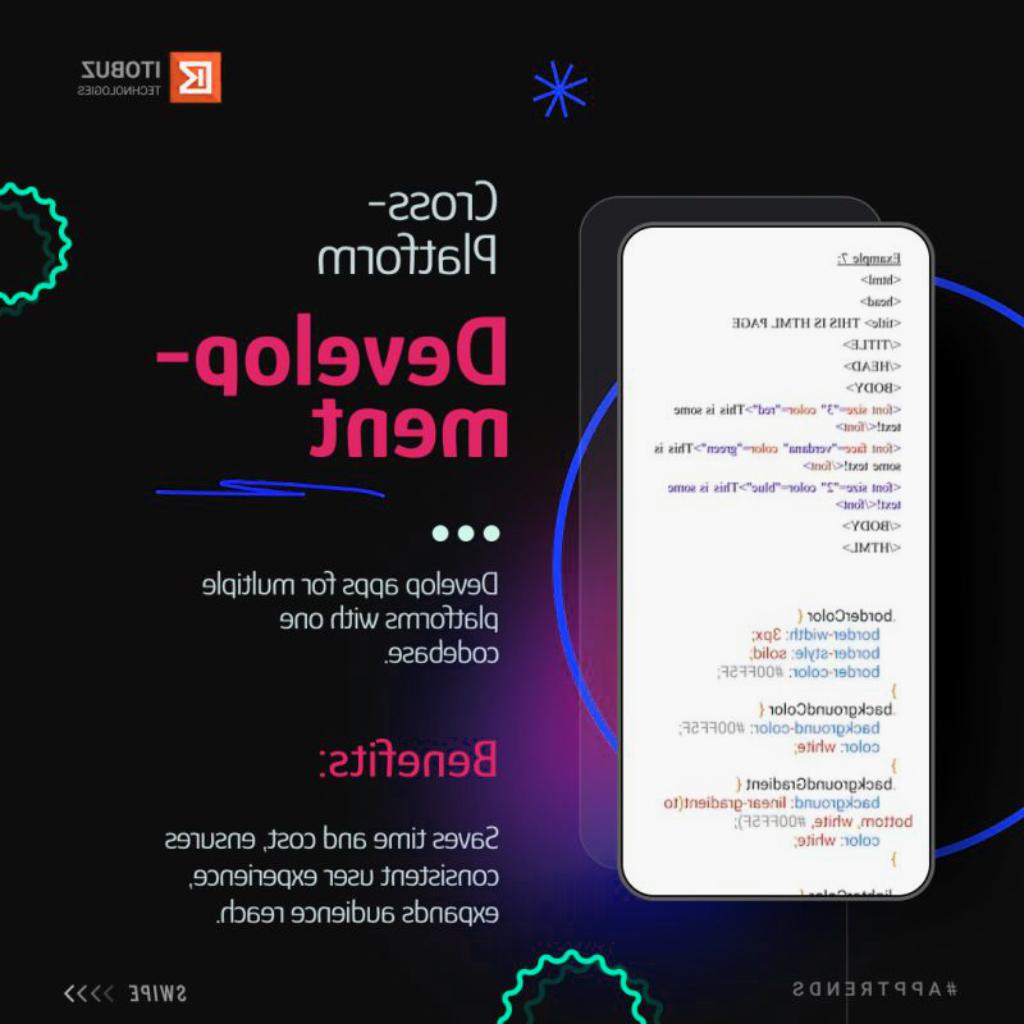 ITOBUZ
TECHNOLOGIES
Cross-
Platform
Develop-
ment
Develop apps for multiple
platforms with one
codebase.
Benefits:
Saves time and cost, ensures
consistent user experience,
expands audience reach.
SWIPE
Example 7:
<html>
<head>
<title> THIS IS HTML PAGE
</TITLE>
</HEAD>
<BODY>
<font size="3" color="red">This is some
text!</font>
<font face="verdana" color="green">This is
some text!</font>
<font size="2" color="blue">This is some
text!</font>
</BODY>
</HTML>
.borderColor {
border-width: 3px;
border-style: solid;
border-color: #00FF5F;
}
.backgroundColor {
background-color: #00FF5F;
color: white;
}
.backgroundGradient {
background: linear-gradient(to
bottom, white, #00FF5F);
color: white;
}
#APPTRENDS